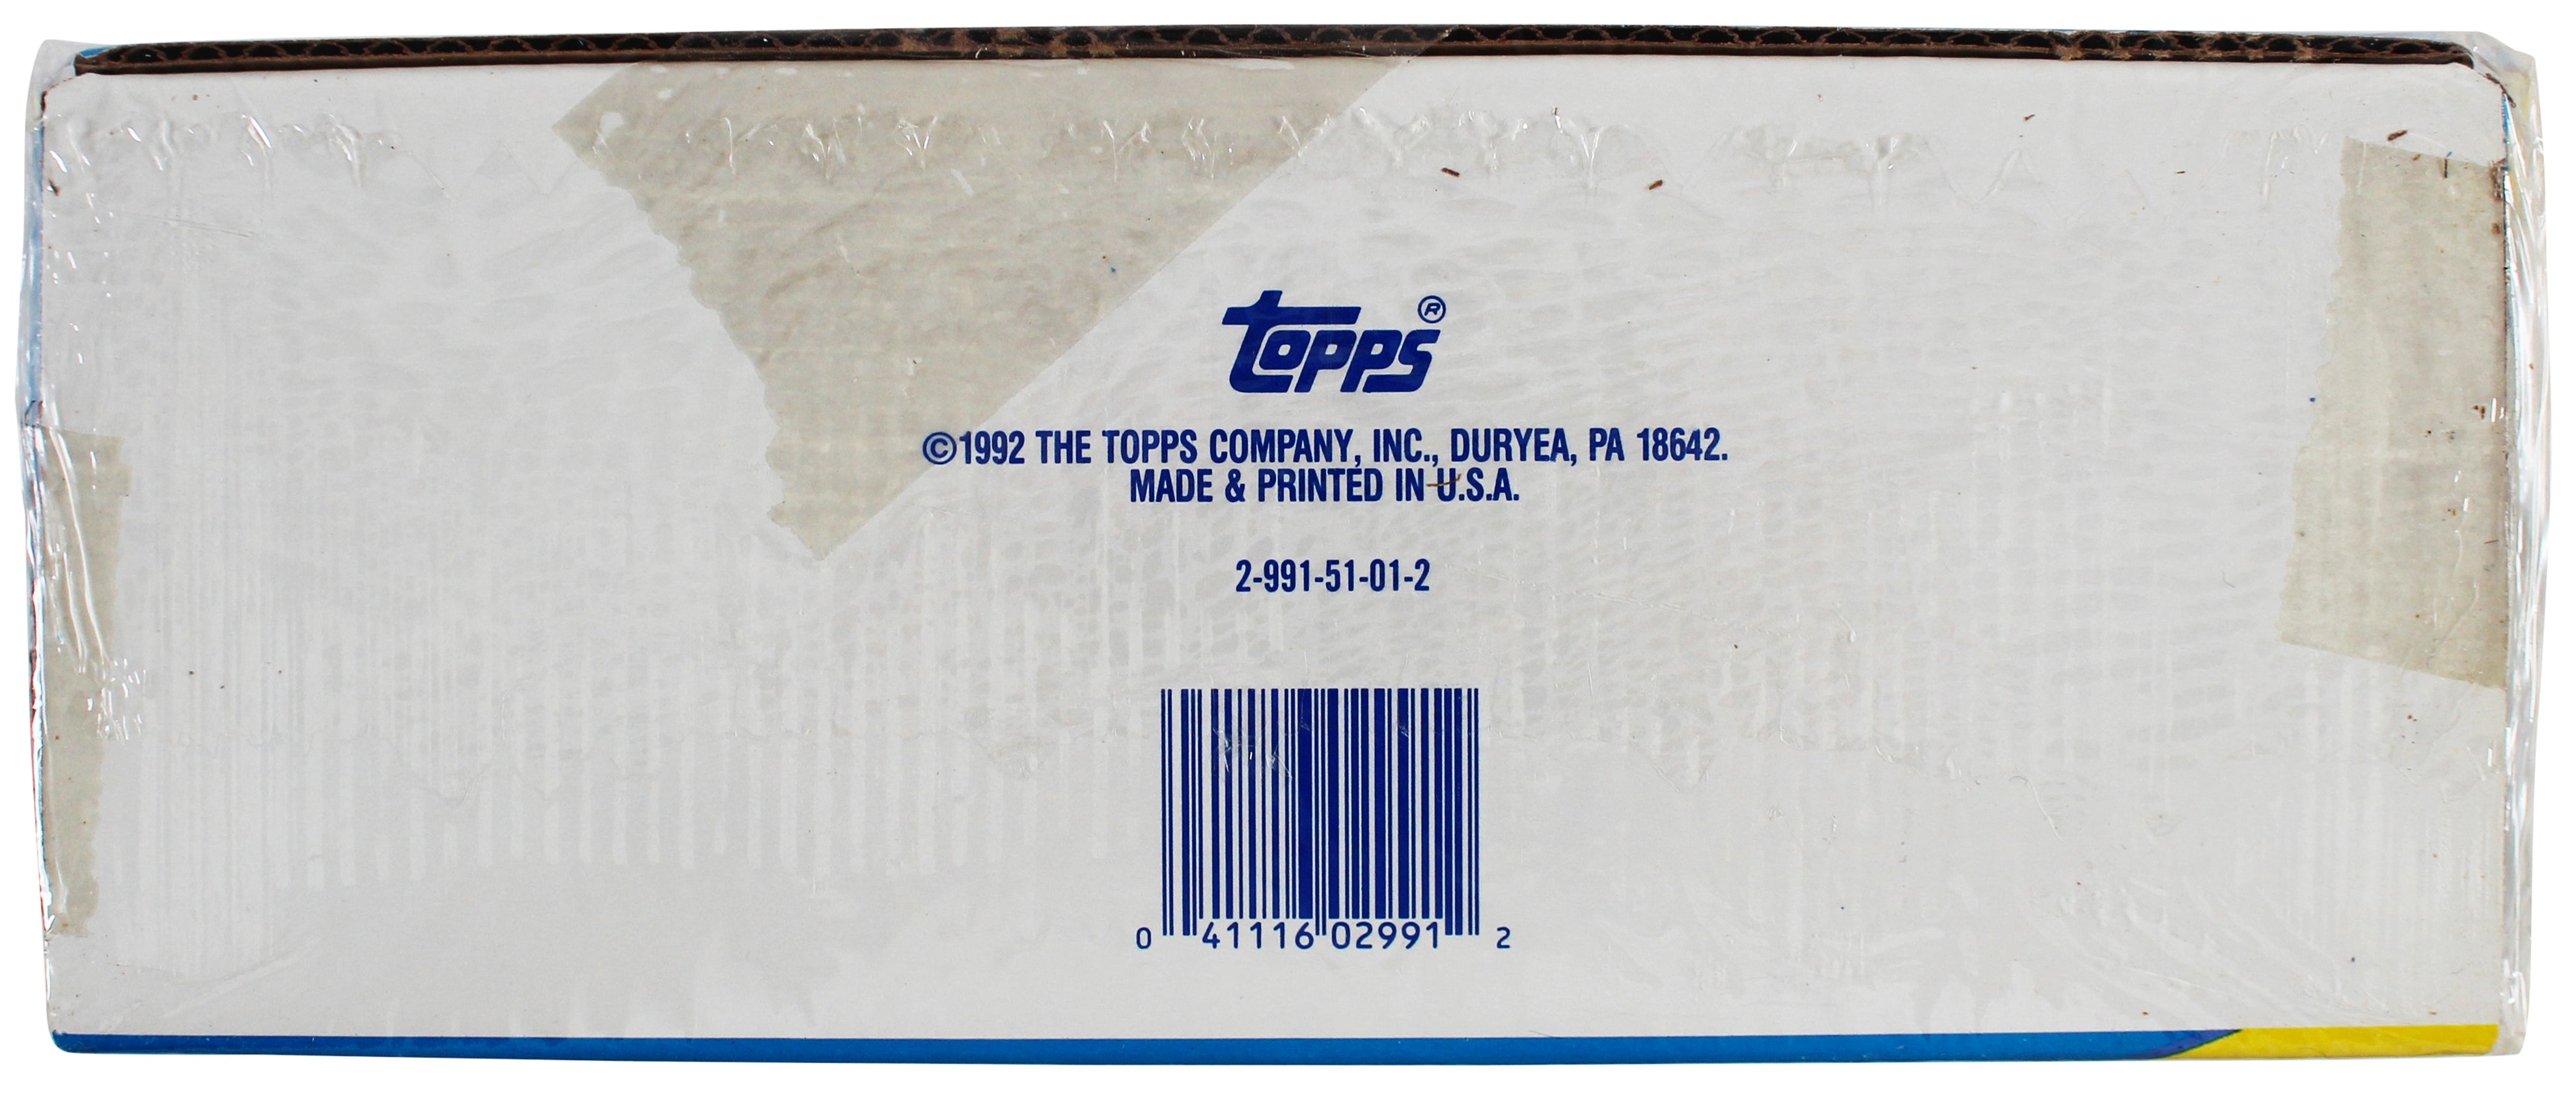 topps®
©1992 THE TOPPS COMPANY, INC., DURYEA, PA 18642.
MADE & PRINTED IN U.S.A.
2-991-51-01-2
0 41116 02991 2